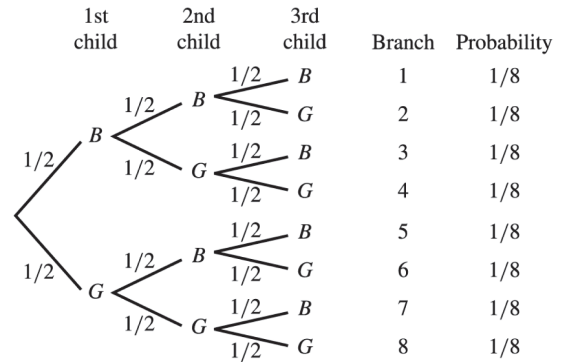 1st 2nd 3rd
child child child Branch Probability
1/2 B 1 1/8
1/2 B
1/2 G 2 1/8
B
1/2 1/2 B 3 1/8
1/2 G
1/2 G 4 1/8
1/2 B 5 1/8
1/2 1/2 B
1/2 G 6 1/8
G
1/2 B 7 1/8
1/2 G
1/2 G 8 1/8